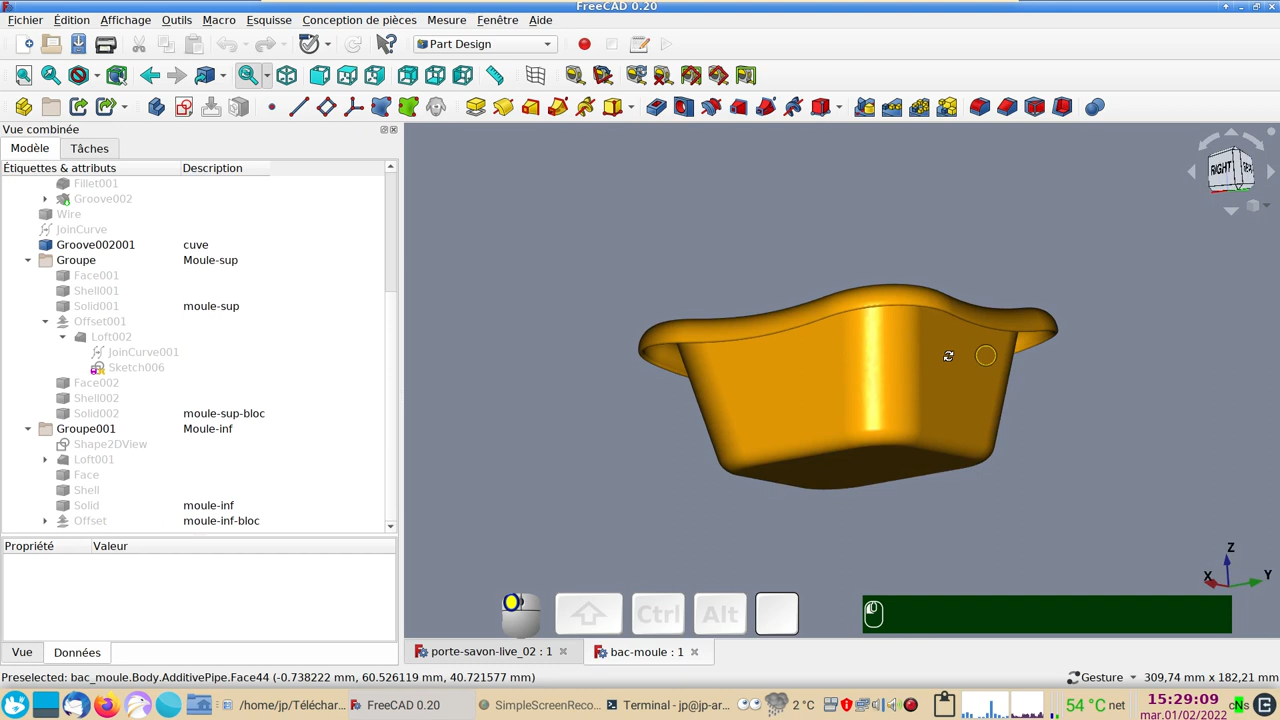 FreeCAD 0.20
Fichier Édition Affichage Outils Macro Esquisse Conception de pièces Mesure Fenêtre Aide
Part Design
Vue combinée
Modèle Tâches
Étiquettes & attributs Description
Fillet001
Groove002
Wire
JoinCurve
Groove002001 cuve
Groupe Moule-sup
Face001
Shell001
Solid001 moule-sup
Offset001
Loft002
JoinCurve001
Sketch006
Face002
Shell002
Solid002 moule-sup-bloc
Groupe001 Moule-inf
Shape2DView
Loft001
Face
Shell
Solid moule-inf
Offset moule-inf-bloc
Propriété Valeur
RIGHT
Z
X Y
Ctrl Alt
Vue Données
porte-savon-live_02 : 1 bac-moule : 1
Preselected: bac_moule.Body.AdditivePipe.Face44 (-0.738222 mm, 0.526119 mm, 40.721577 mm) Gesture 309,74 mm x 182,21 mm
/home/jp/Téléchar... FreeCAD 0.20 SimpleScreenReco... Terminal - jp@jp-ar... 2 °C 54 °C net 15:29:09
mar.01/02/2022